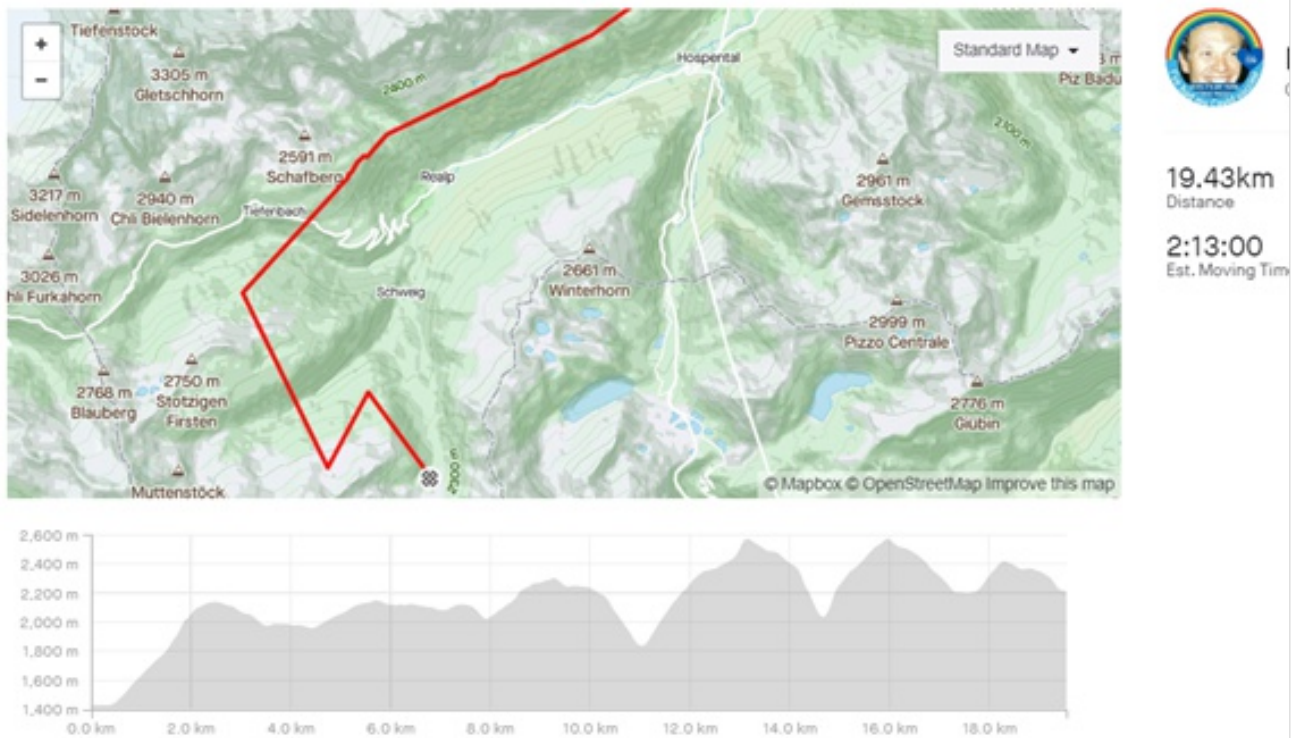 Tiefenstock
3305 m
Gletschhorn
2400 m
Hospental
Standard Map
Piz Badu
2591 m
Schafberg
2100 m
3217 m
Sidelenhorn
2940 m
Chli Bielenhorn
Realp
2961 m
Gemsstock
Tiefenbach
3026 m
hli Furkahorn
Schweig
2661 m
Winterhorn
2999 m
Pizzo Centrale
2768 m
Blauberg
2750 m
Stotzigen
Firsten
2776 m
Giübin
2300 m
Muttenstöck
© Mapbox © OpenStreetMap Improve this map
19.43km
Distance
2:13:00
Est. Moving Tim
2,600 m
2,400 m
2,200 m
2,000 m
1,800 m
1,600 m
1,400 m
0.0 km 2.0 km 4.0 km 6.0 km 8.0 km 10.0 km 12.0 km 14.0 km 16.0 km 18.0 km